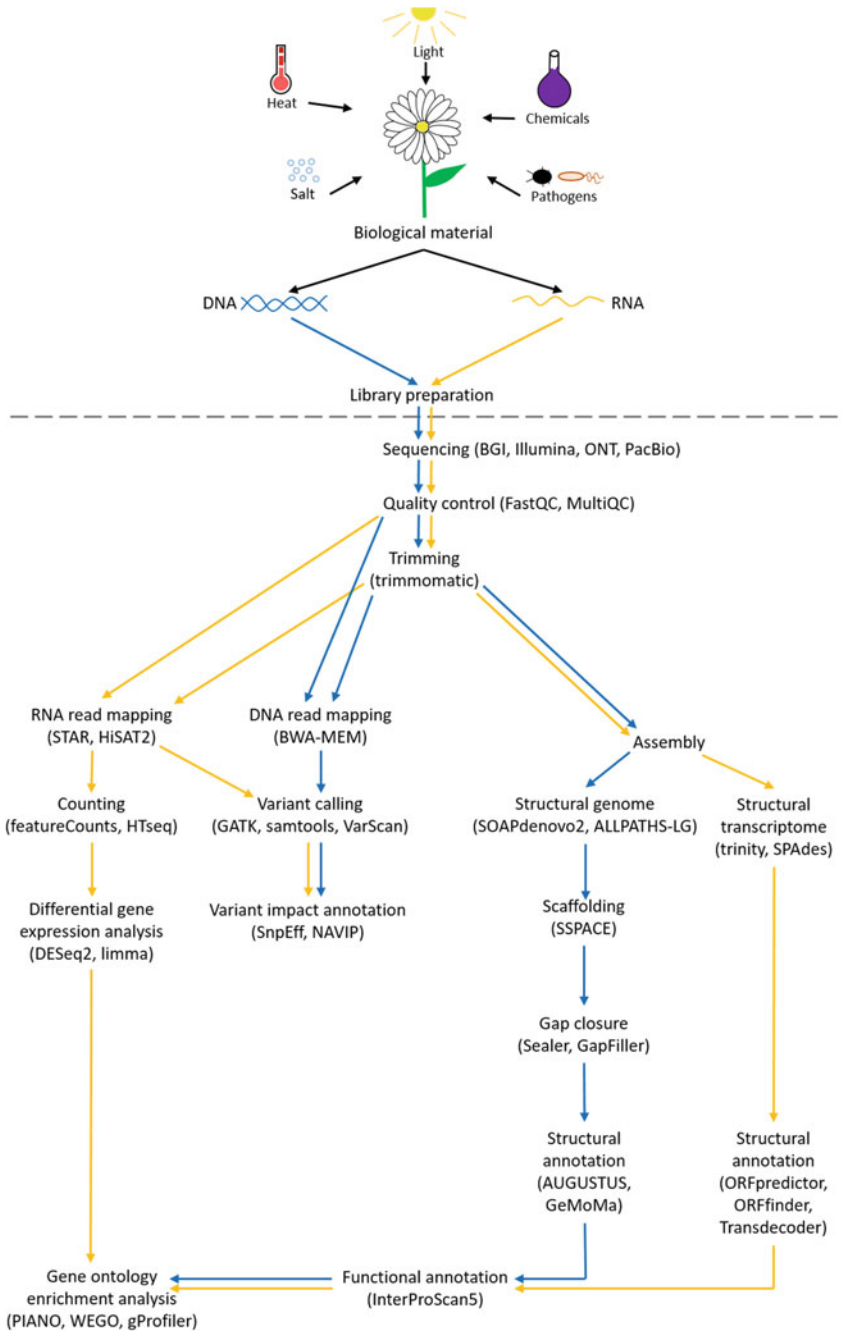 Light
Heat
Chemicals
Salt
Pathogens
Biological material
DNA
RNA
Library preparation
Sequencing (BGI, Illumina, ONT, PacBio)
Quality control (FastQC, MultiQC)
Trimming
(trimmomatic)
RNA read mapping
(STAR, HiSAT2)
DNA read mapping
(BWA-MEM)
Assembly
Counting
(featureCounts, HTseq)
Variant calling
(GATK, samtools, VarScan)
Structural genome
(SOAPdenovo2, ALLPATHS-LG)
Structural
transcriptome
(trinity, SPAdes)
Differential gene
expression analysis
(DESeq2, limma)
Variant impact annotation
(SnpEff, NAVIP)
Scaffolding
(SSPACE)
Gap closure
(Sealer, GapFiller)
Structural
annotation
(AUGUSTUS,
GeMoMa)
Structural
annotation
(ORFpredictor,
ORFfinder,
Transdecoder)
Gene ontology
enrichment analysis
(PIANO, WEGO, gProfiler)
Functional annotation
(InterProScan5)